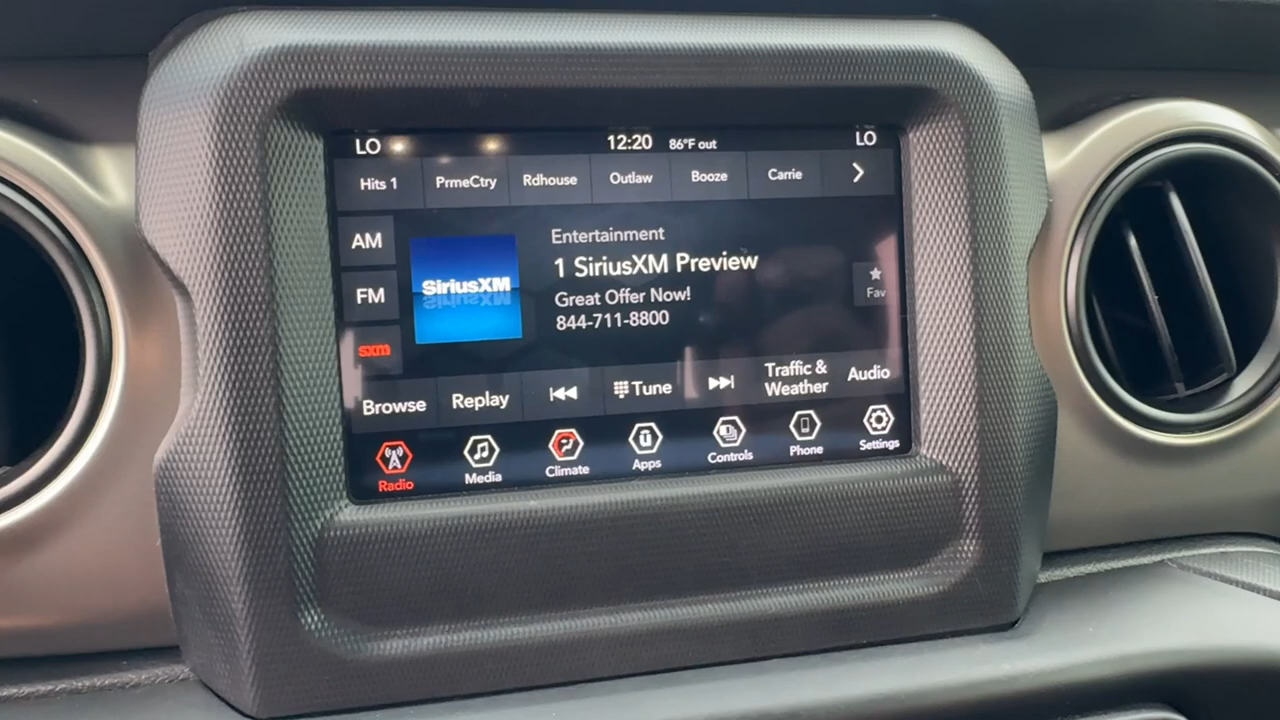 LO 12:20 86°F out LO
Hits 1 PrmeCtry Rdhouse Outlaw Booze Carrie
AM
FM
sxm
SiriusXM
Entertainment
1 SiriusXM Preview
Great Offer Now!
844-711-8800
Fav
Browse Replay Tune Traffic &
Weather Audio
Radio Media Climate Apps Controls Phone Settings